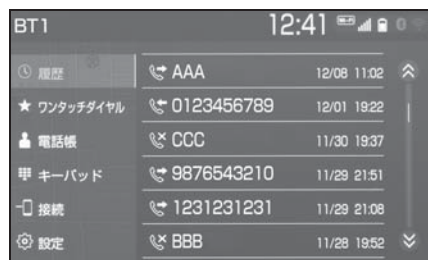 BT1 12:41
履歴
AAA 12/08 11:02
ワンタッチダイヤル
0123456789 12/01 19:22
電話帳
CCC 11/30 19:37
キーパッド
9876543210 11/29 21:51
接続
1231231231 11/29 21:08
設定
BBB 11/28 19:52